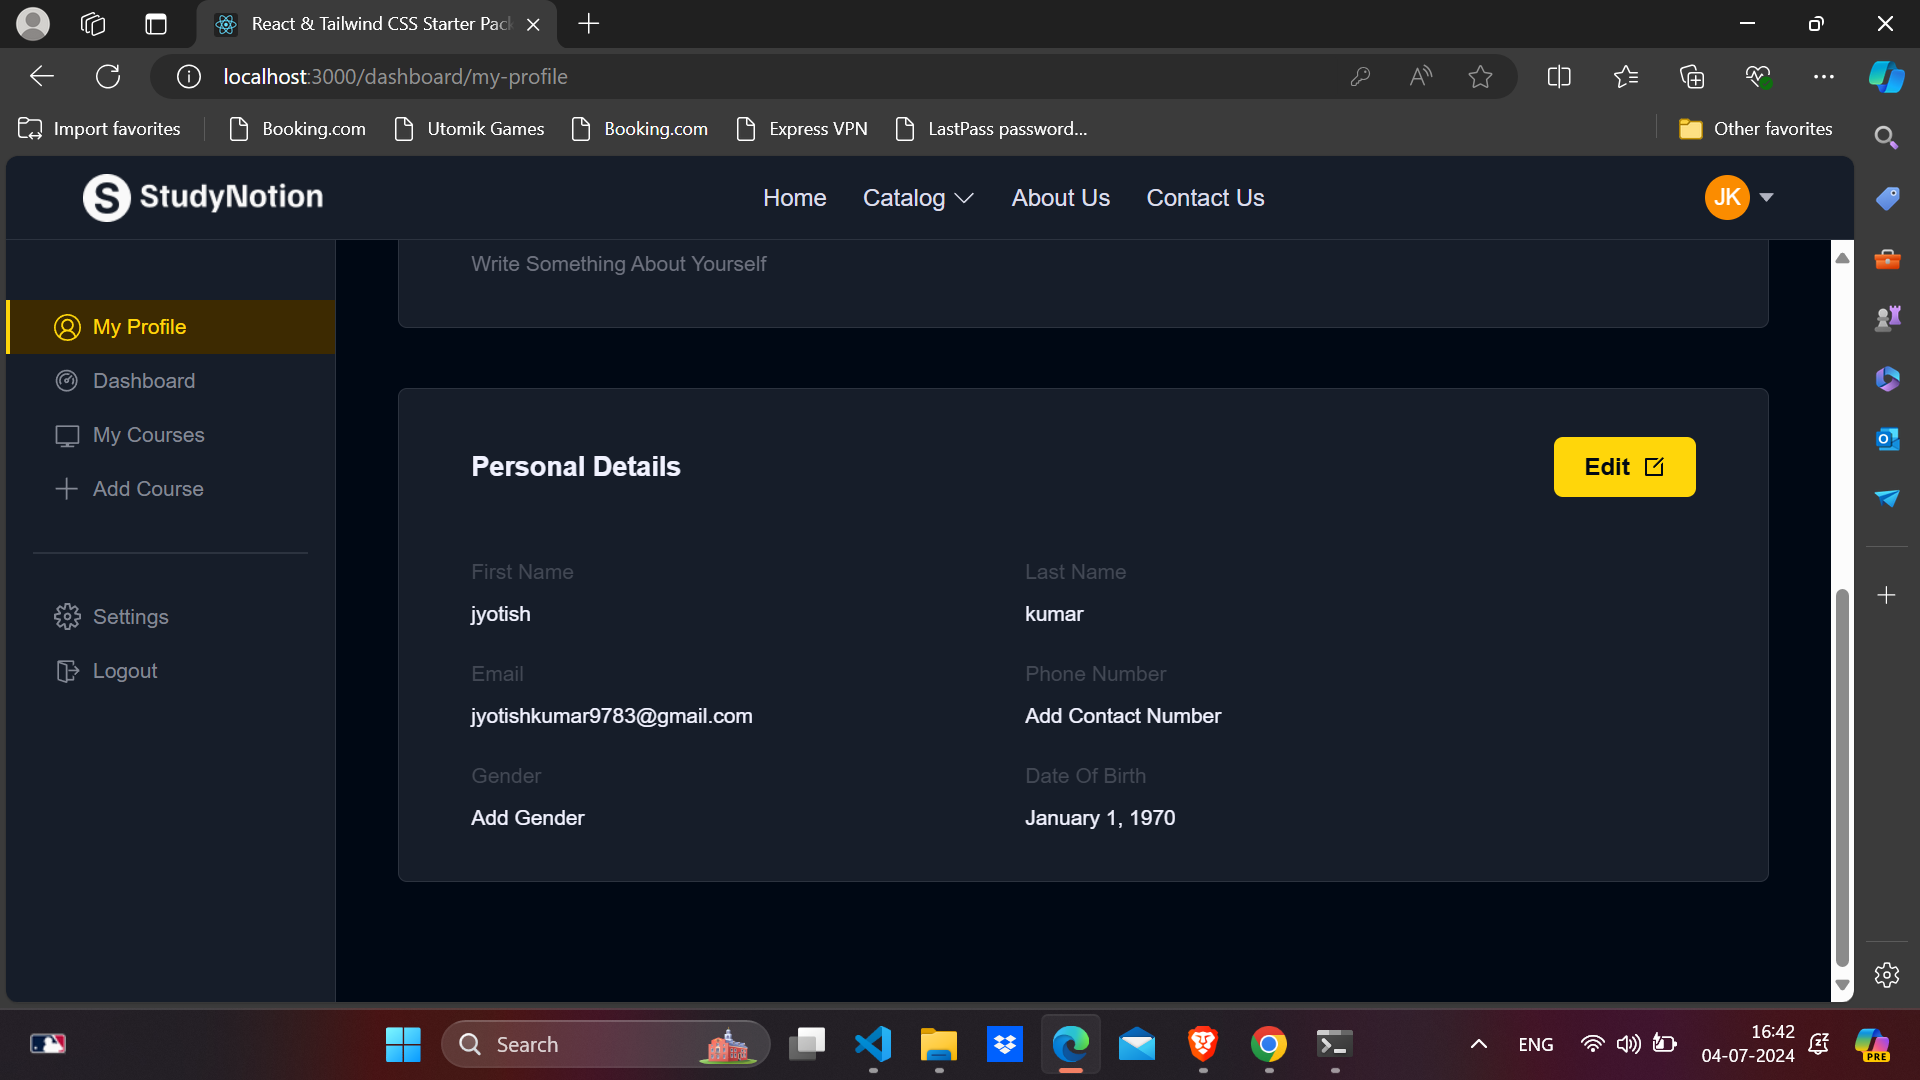 React & Tailwind CSS Starter Pack
localhost:3000/dashboard/my-profile
Import favorites
Booking.com
Utomik Games
Booking.com
Express VPN
LastPass password...
Other favorites
S StudyNotion
Home
Catalog
About Us
Contact Us
JK
My Profile
Dashboard
My Courses
Add Course
Settings
Logout
Write Something About Yourself
Personal Details
Edit
First Name
Last Name
jyotish
kumar
Email
Phone Number
jyotishkumar9783@gmail.com
Add Contact Number
Gender
Date Of Birth
Add Gender
January 1, 1970
Search
ENG
16:42
04-07-2024
PRE